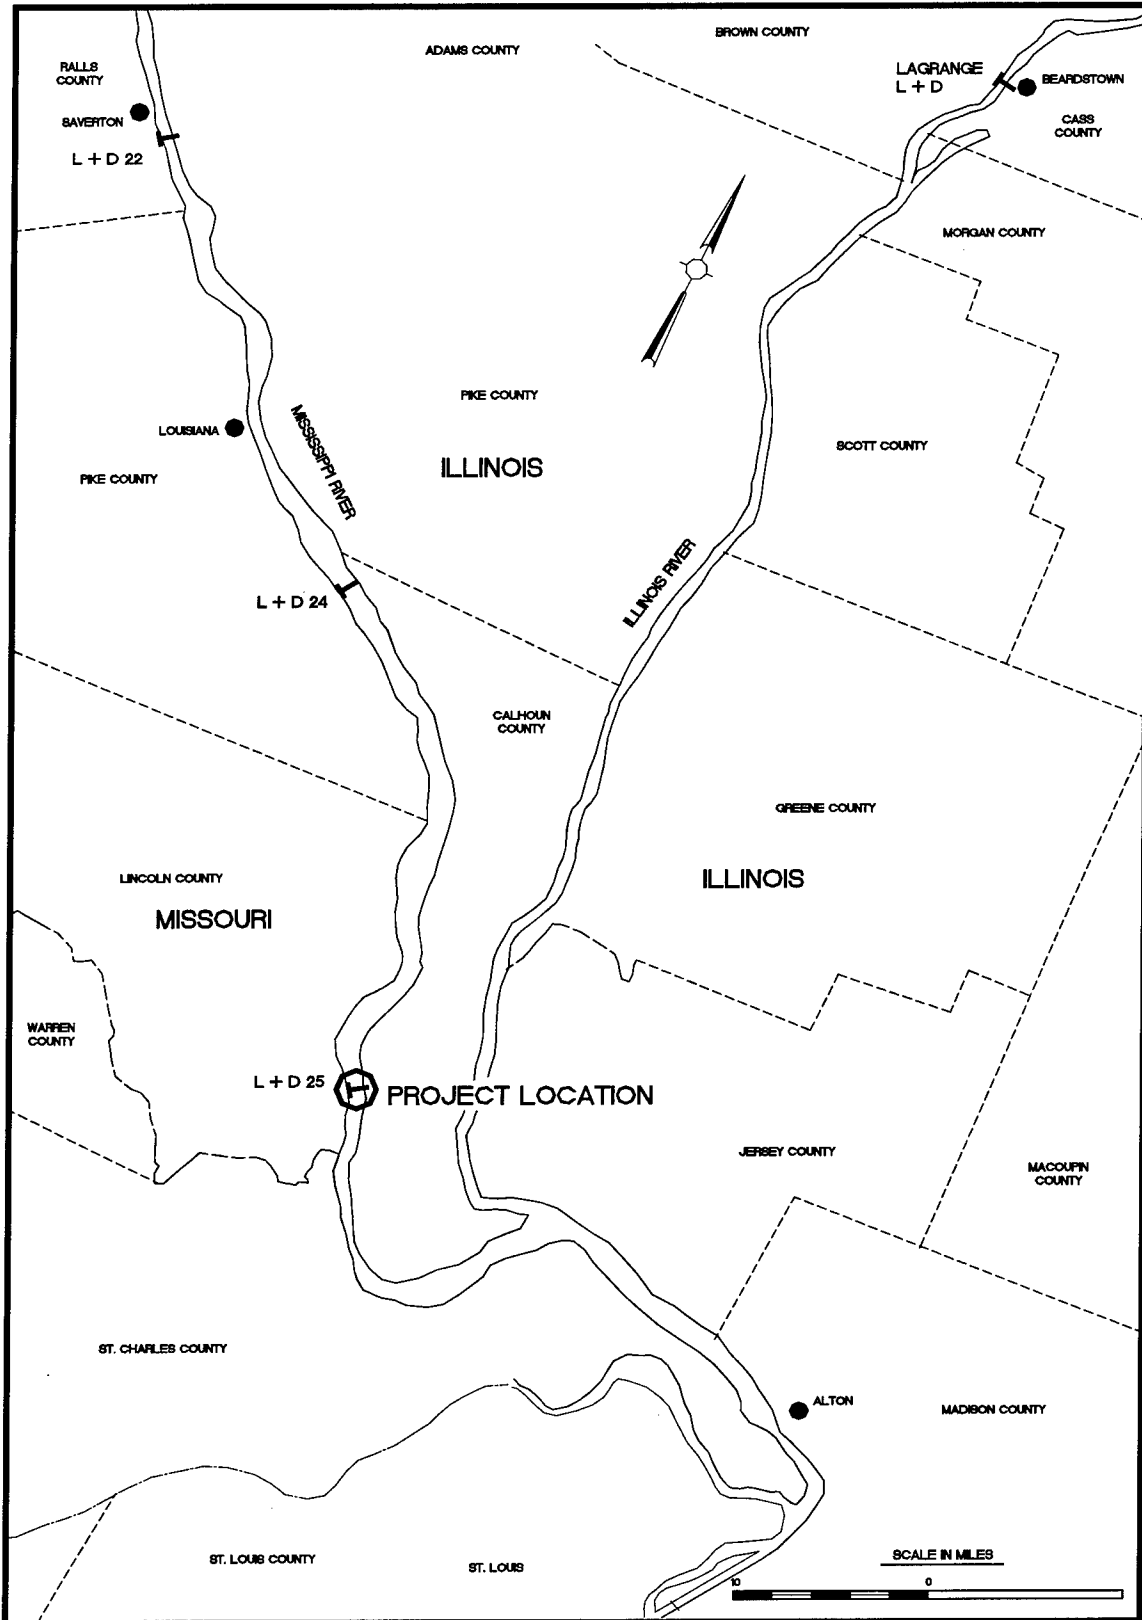 BROWN COUNTY
ADAMS COUNTY
RALLS
COUNTY
LAGRANGE
L + D
BEARDSTOWN
SAVERTON
CASS
COUNTY
L + D 22
MORGAN COUNTY
PIKE COUNTY
LOUISIANA
MISSISSIPPI RIVER
SCOTT COUNTY
ILLINOIS
PIKE COUNTY
ILLINOIS RIVER
L + D 24
CALHOUN
COUNTY
GREENE COUNTY
LINCOLN COUNTY
ILLINOIS
MISSOURI
WARREN
COUNTY
L + D 25
PROJECT LOCATION
JERSEY COUNTY
MACOUPIN
COUNTY
ST. CHARLES COUNTY
ALTON
MADISON COUNTY
ST. LOUIS COUNTY
ST. LOUIS
SCALE IN MILES
10 0